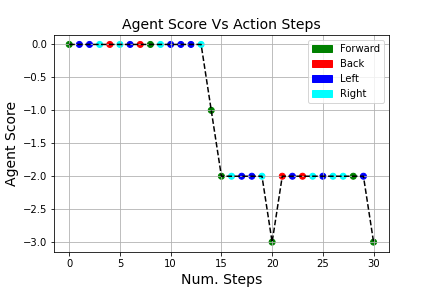 Agent Score Vs Action Steps
Agent Score
0.0
−0.5
−1.0
−1.5
−2.0
−2.5
−3.0
Forward
Back
Left
Right
0 5 10 15 20 25 30
Num. Steps